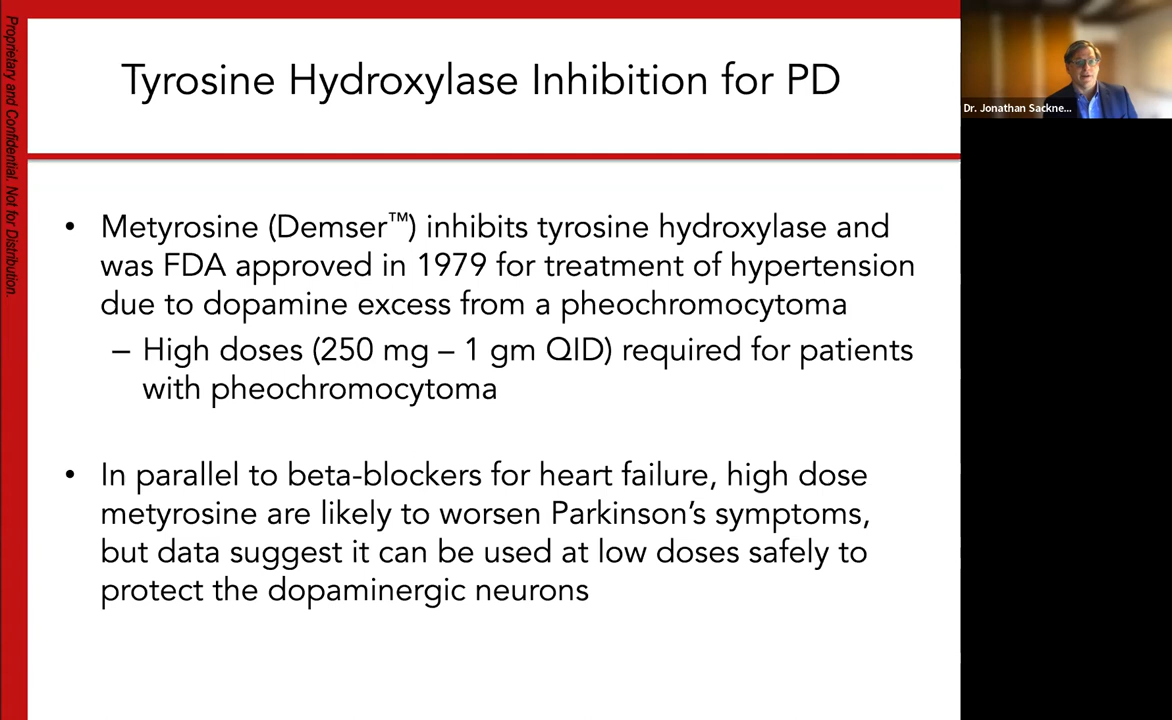 Proprietary and Confidential. Not for Distribution.
Tyrosine Hydroxylase Inhibition for PD
Dr. Jonathan Sackne...
• Metyrosine (Demser™) inhibits tyrosine hydroxylase and
was FDA approved in 1979 for treatment of hypertension
due to dopamine excess from a pheochromocytoma
– High doses (250 mg – 1 gm QID) required for patients
with pheochromocytoma
• In parallel to beta-blockers for heart failure, high dose
metyrosine are likely to worsen Parkinson’s symptoms,
but data suggest it can be used at low doses safely to
protect the dopaminergic neurons